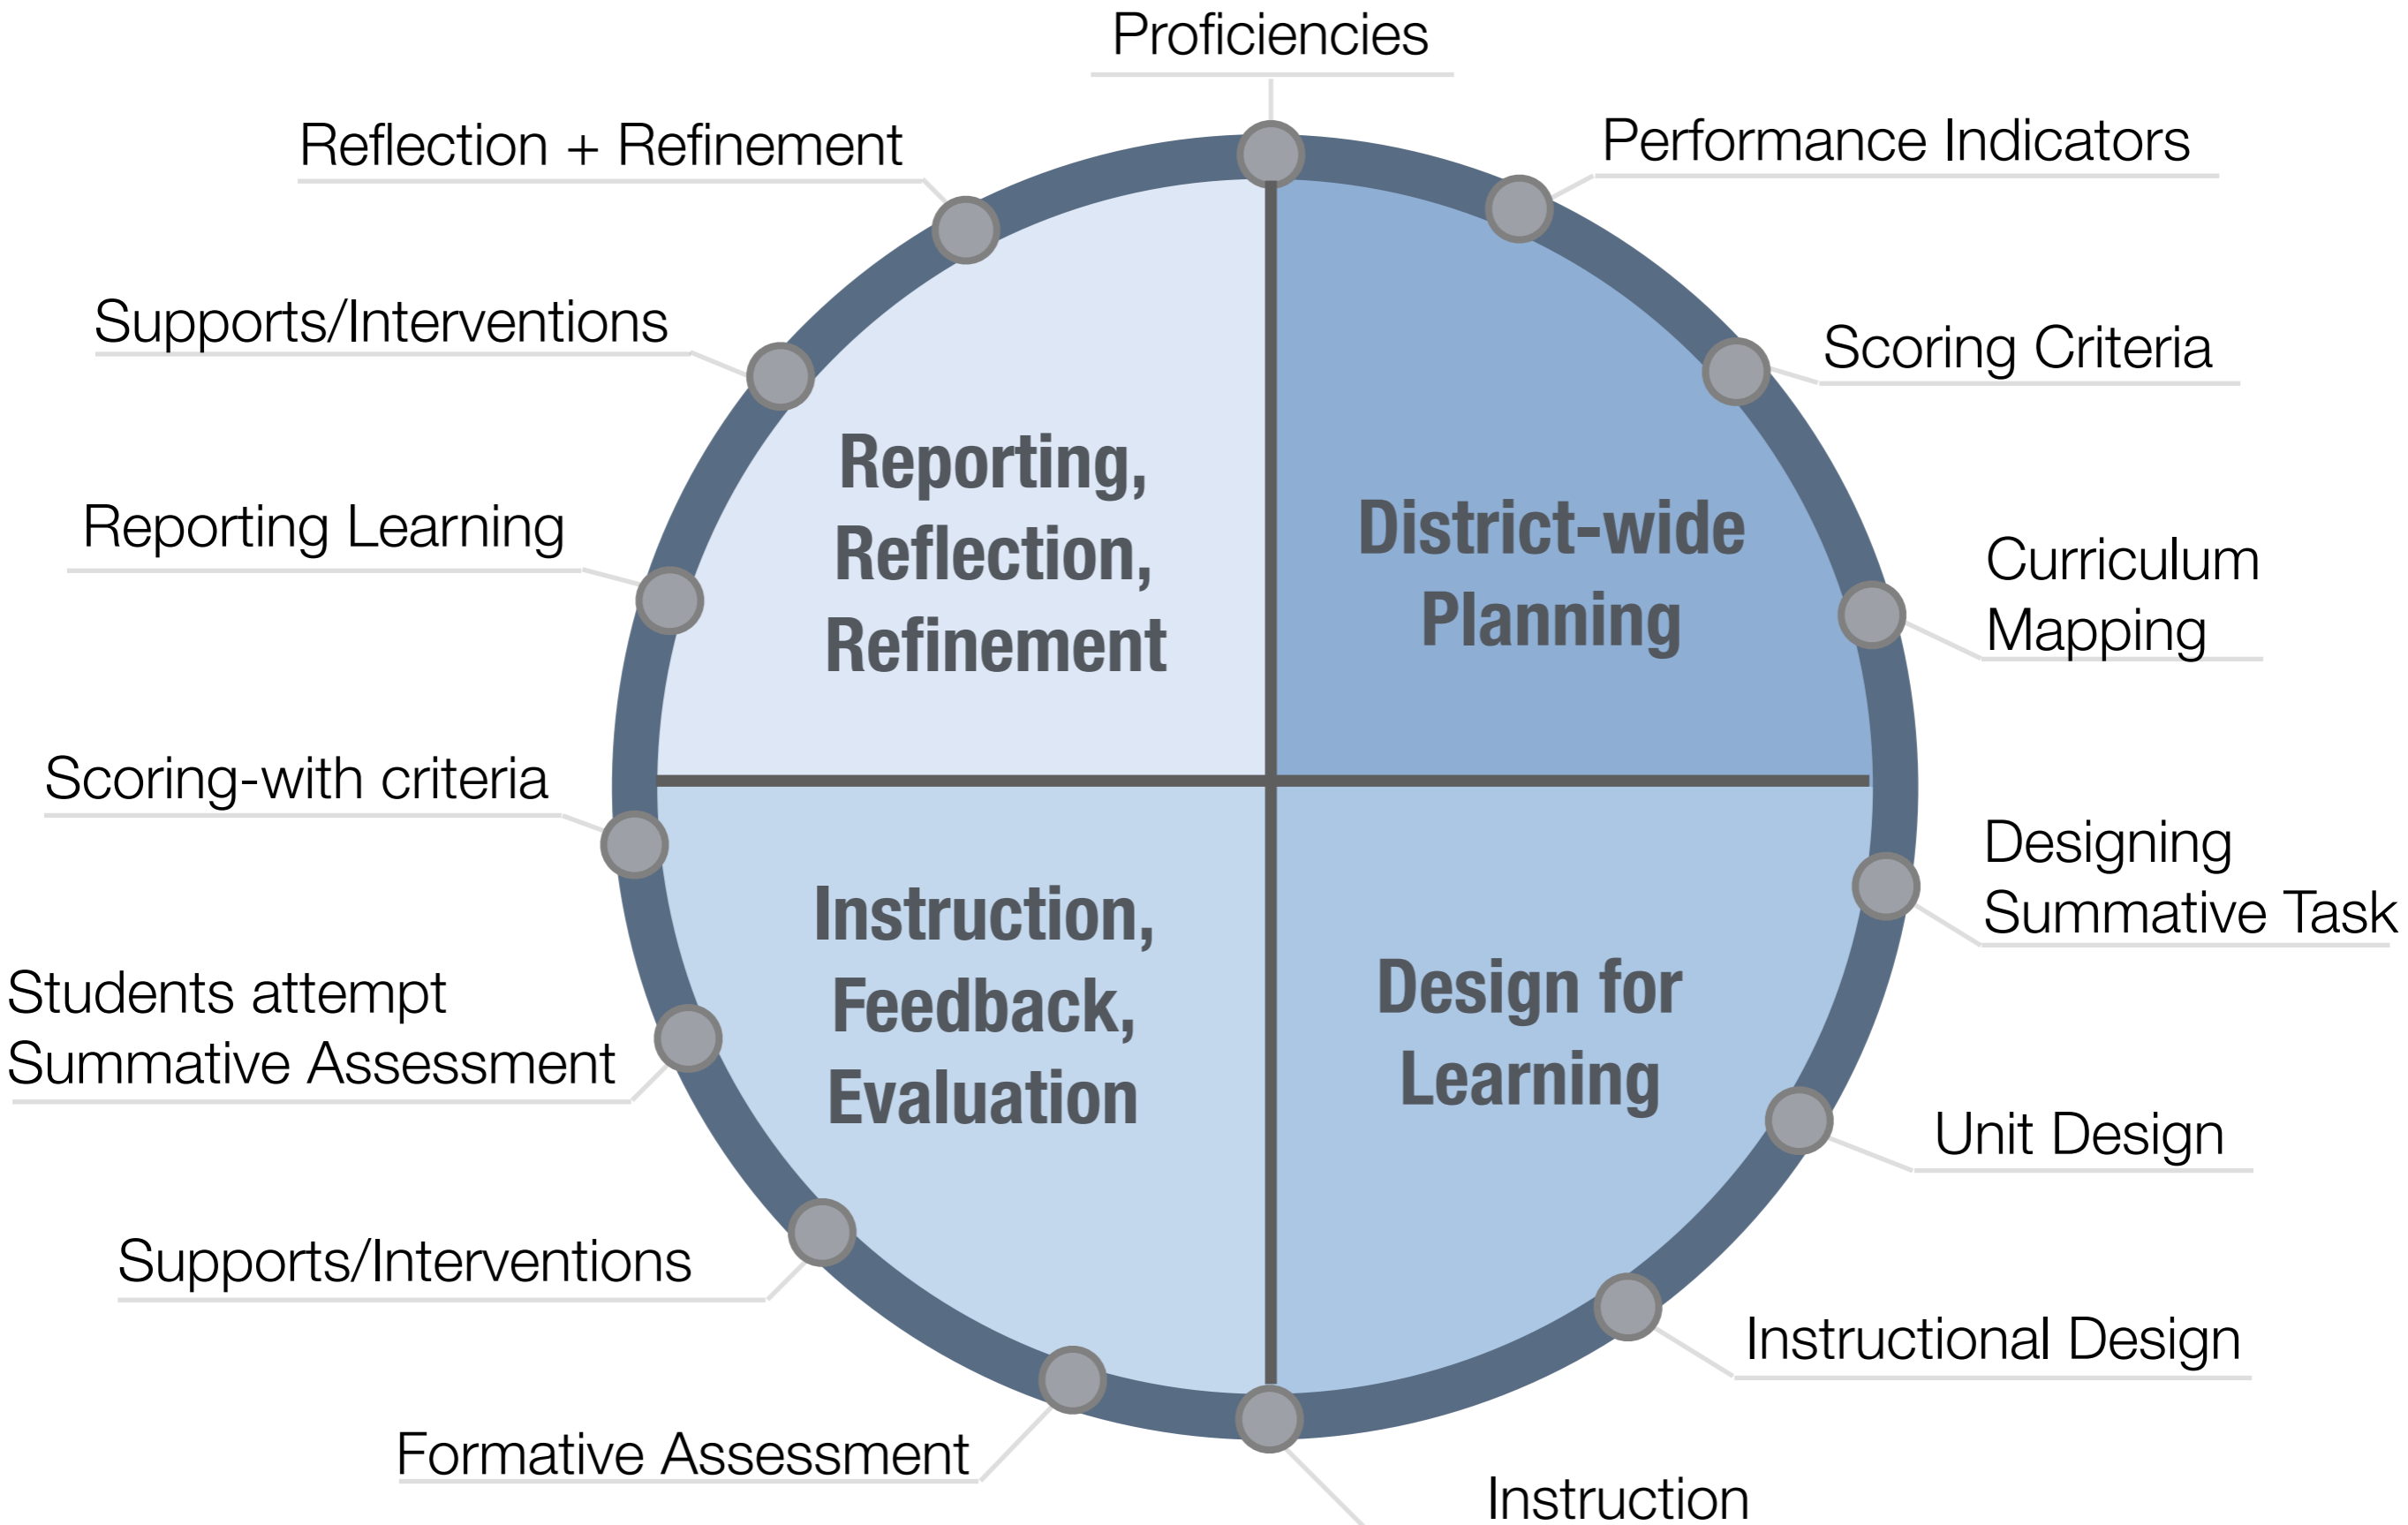 Proficiencies
Performance Indicators
Scoring Criteria
Curriculum
Mapping
Designing
Summative Task
Unit Design
Instructional Design
Instruction
Formative Assessment
Supports/Interventions
Students attempt
Summative Assessment
Scoring-with criteria
Reporting Learning
Supports/Interventions
Reflection + Refinement
Reporting,
Reflection,
Refinement
District-wide
Planning
Instruction,
Feedback,
Evaluation
Design for
Learning